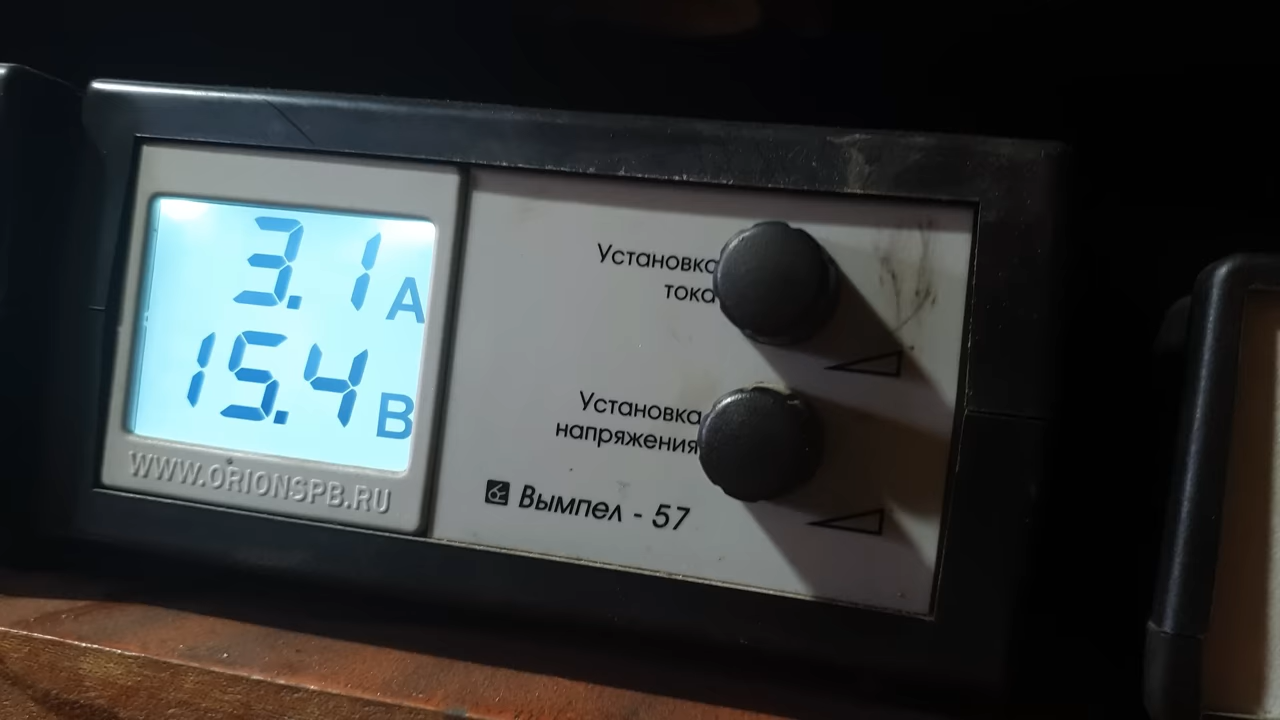 3.1 А
15.4 В
WWW.ORIONSPB.RU
Установка
тока
Установка
напряжения
Вымпел - 57